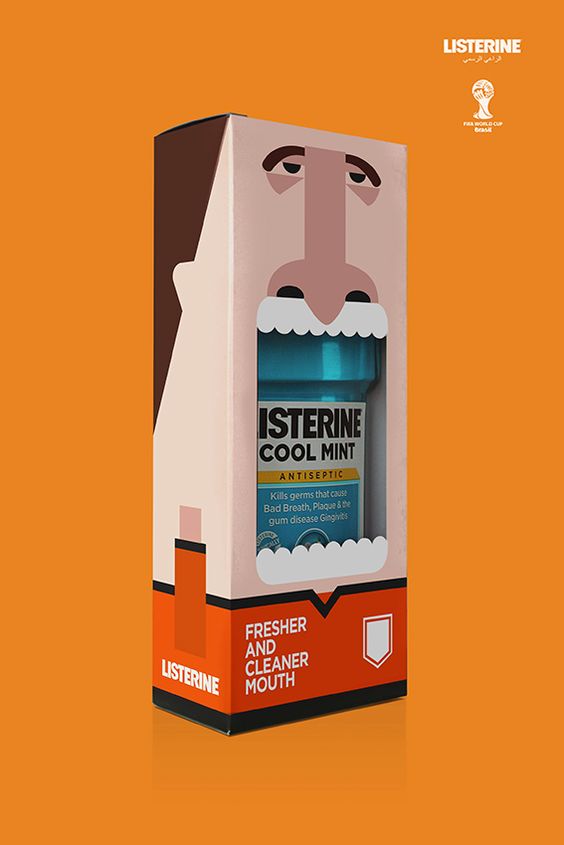 LISTERINE
الراعي الرسمي
FIFA WORLD CUP
Brasil
LISTERINE
COOL MINT
ANTISEPTIC
Kills germs that cause
Bad Breath, Plaque & the
gum disease Gingivitis
FRESHER
AND
CLEANER
MOUTH
LISTERINE